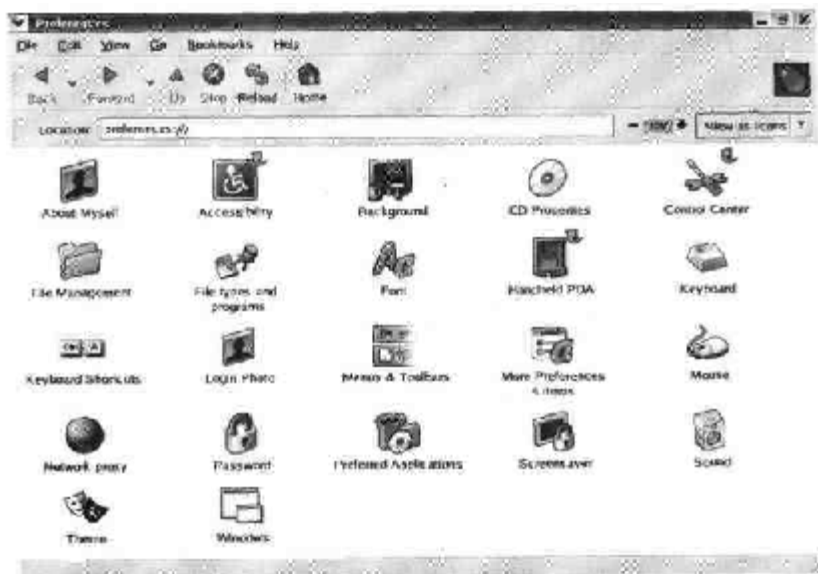 Preferences
File Edit View Go Bookmarks Help
Back Forward Up Stop Reload Home
Location: preferences:/// View as Icons
About Myself Accessibility Background CD Properties Control Center
File Management File types and programs Font Handheld PDA Keyboard
Keyboard Shortcuts Login Photo Menus & Toolbars More Preferences Mouse
Network proxy Password Preferred Applications Screensaver Sound
Theme Windows